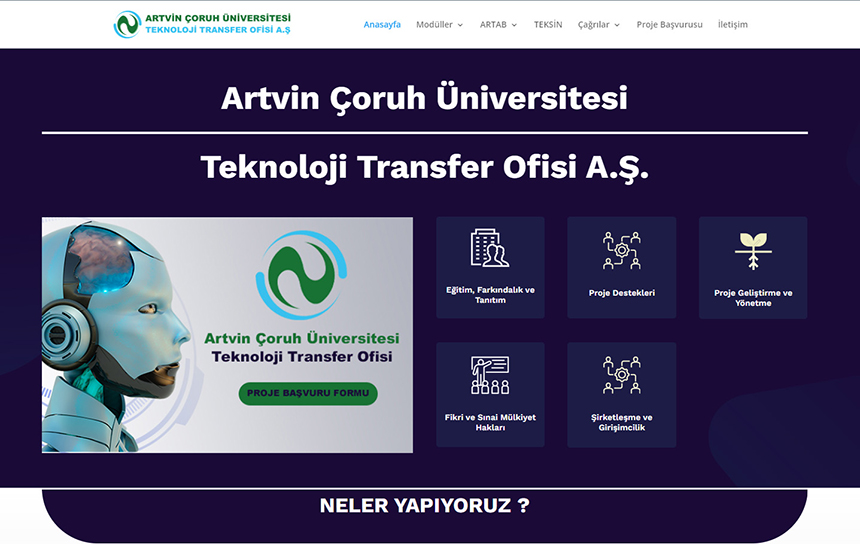 ARTVİN ÇORUH ÜNİVERSİTESİ
TEKNOLOJİ TRANSFER OFİSİ A.Ş
Anasayfa Modüller ARTAB TEKSİN Çağrılar Proje Başvurusu İletişim
Artvin Çoruh Üniversitesi
Teknoloji Transfer Ofisi A.Ş.
Artvin Çoruh Üniversitesi
Teknoloji Transfer Ofisi
PROJE BAŞVURU FORMU
Eğitim, Farkındalık ve
Tanıtım
Proje Destekleri
Proje Geliştirme ve
Yönetme
Fikri ve Sınai Mülkiyet
Hakları
Şirketleşme ve
Girişimcilik
NELER YAPIYORUZ ?